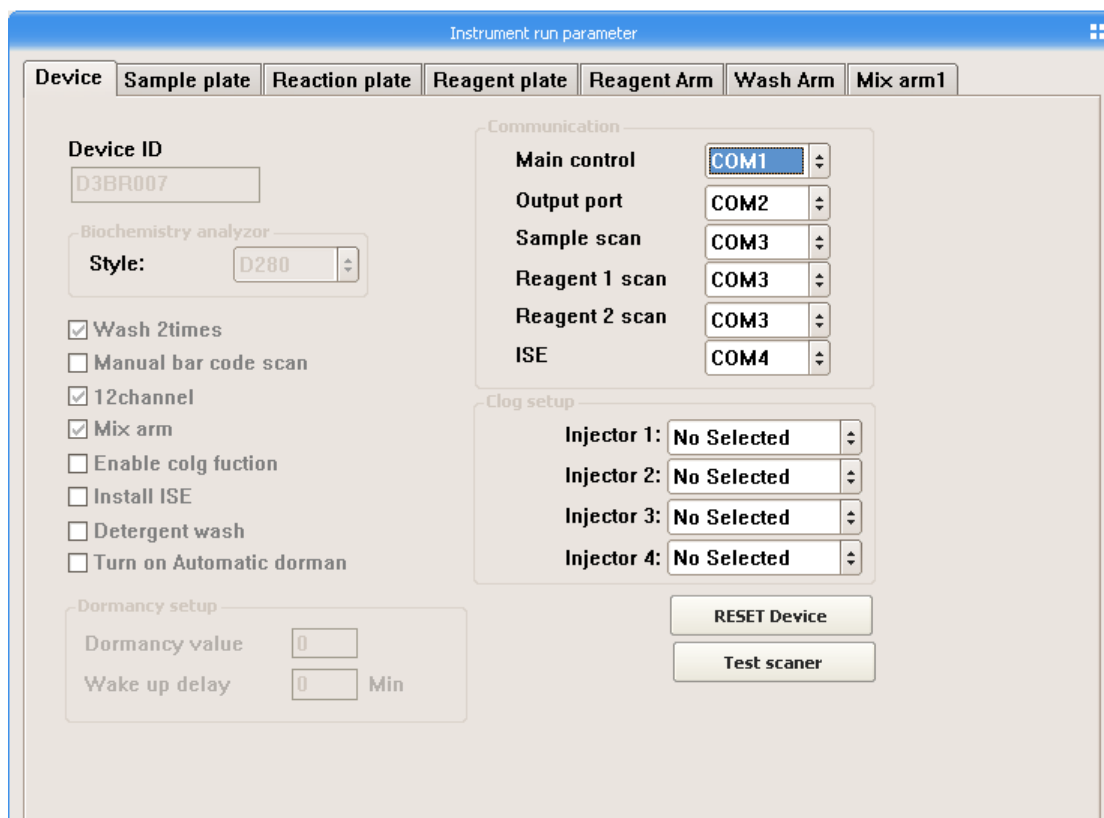 Instrument run parameter
Device Sample plate Reaction plate Reagent plate Reagent Arm Wash Arm Mix arm1
Device ID
D3BR007
Biochemistry analyzor
Style: D280
Wash 2times
Manual bar code scan
12channel
Mix arm
Enable colg fuction
Install ISE
Detergent wash
Turn on Automatic dorman
Dormancy setup
Dormancy value 0
Wake up delay 0 Min
Communication
Main control COM1
Output port COM2
Sample scan COM3
Reagent 1 scan COM3
Reagent 2 scan COM3
ISE COM4
Clog setup
Injector 1: No Selected
Injector 2: No Selected
Injector 3: No Selected
Injector 4: No Selected
RESET Device
Test scaner